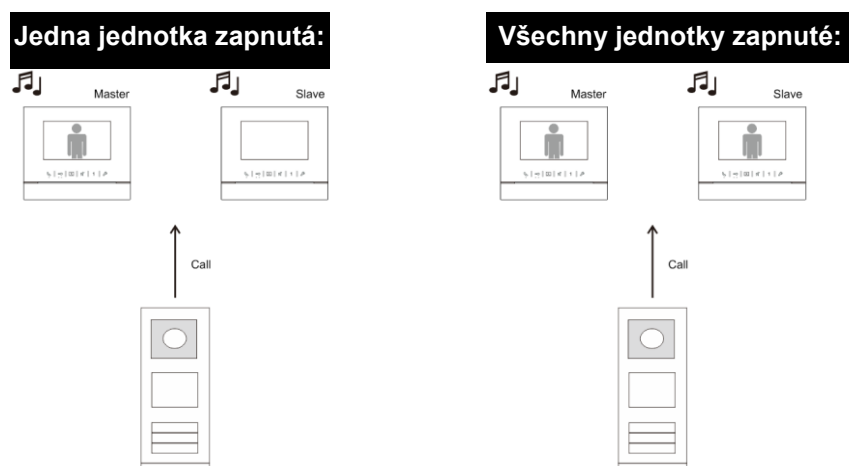 Jedna jednotka zapnutá:
Master
Slave
Call
Všechny jednotky zapnuté:
Master
Slave
Call